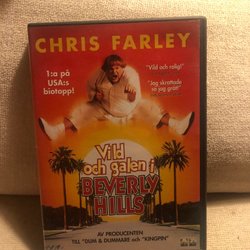 CHRIS FARLEY
"Vild och rolig!"
1:a på
USA:s
biotopp!
"Jag skrattade
så jag grät!"
Vild
och galen i
BEVERLY
HILLS
AV PRODUCENTEN
TILL "DUM & DUMMARE och "KINGPIN"